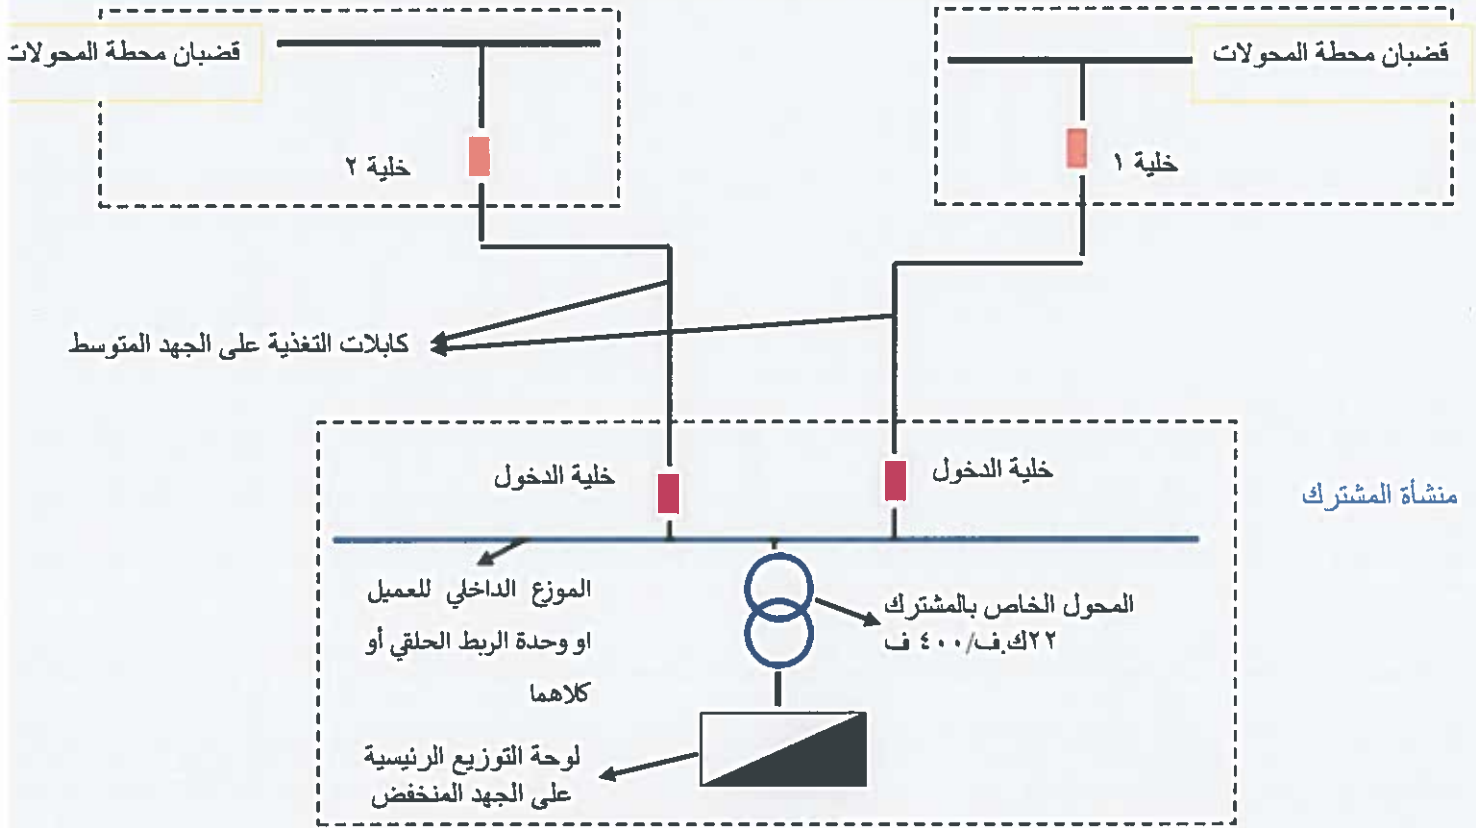 قضبان محطة المحولات
قضبان محطة المحولات
خلية ١
خلية ٢
كابلات التغذية على الجهد المتوسط
خلية الدخول
خلية الدخول
منشأة المشترك
الموزع الداخلي للعميل
او وحدة الربط الحلقي أو
كلاهما
المحول الخاص بالمشترك
٢٢ك.ف/٤٠٠ ف
لوحة التوزيع الرئيسية
على الجهد المنخفض